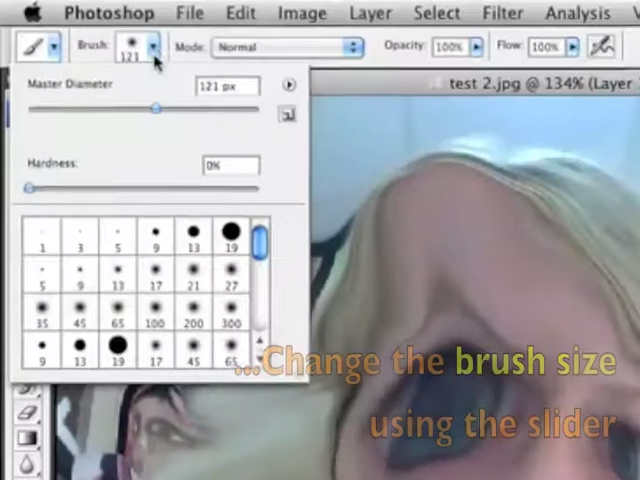 Photoshop File Edit Image Layer Select Filter Analysis
Brush: 121 Mode: Normal Opacity: 100% Flow: 100%
test 2.jpg @ 134% (Layer
Master Diameter 121 px
Hardness: 0%
1 3 5 9 13 19
5 9 13 17 21 27
35 45 65 100 200 300
9 13 19 17 45 65
...Change the brush size
using the slider